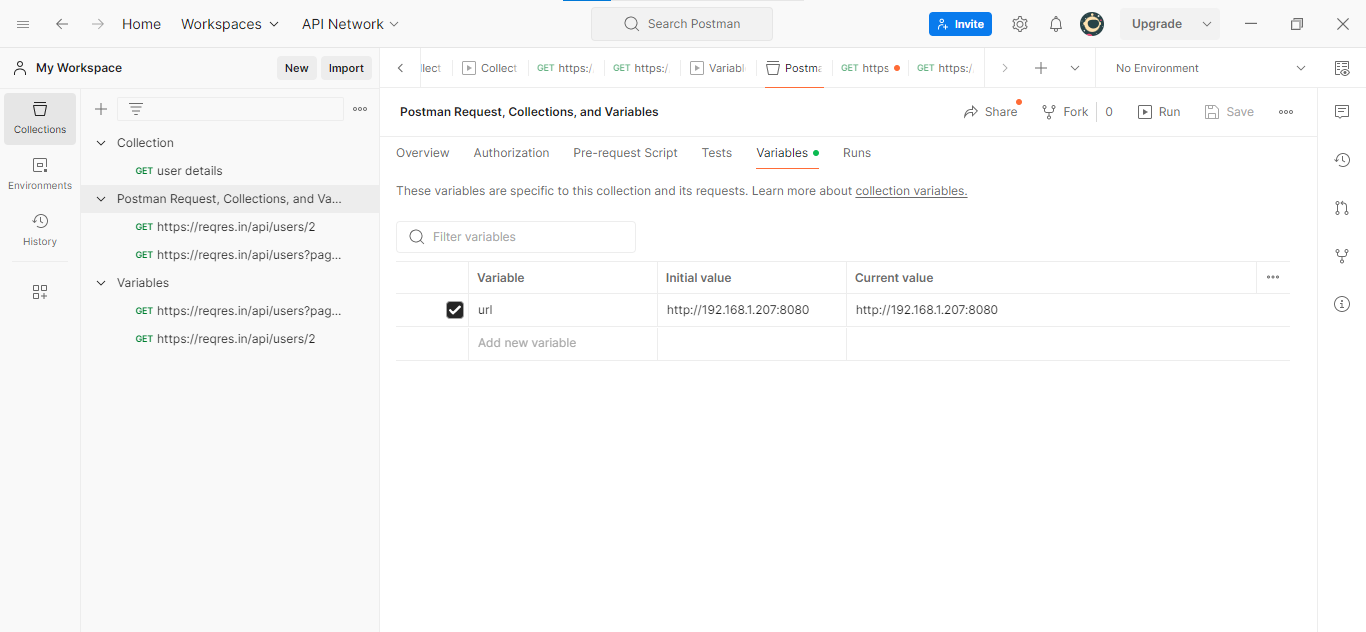 Home Workspaces API Network Search Postman Invite Upgrade
My Workspace New Import
llect Collect GET https:/ GET https:/ Variabl Postma GET https GET https:/ No Environment
Collections
Environments
History
Collection
GET user details
Postman Request, Collections, and Va...
GET https://reqres.in/api/users/2
GET https://reqres.in/api/users?pag...
Variables
GET https://reqres.in/api/users?pag...
GET https://reqres.in/api/users/2
Postman Request, Collections, and Variables Share Fork 0 Run Save
Overview Authorization Pre-request Script Tests Variables Runs
These variables are specific to this collection and its requests. Learn more about collection variables.
Filter variables
Variable Initial value Current value
url http://192.168.1.207:8080 http://192.168.1.207:8080
Add new variable